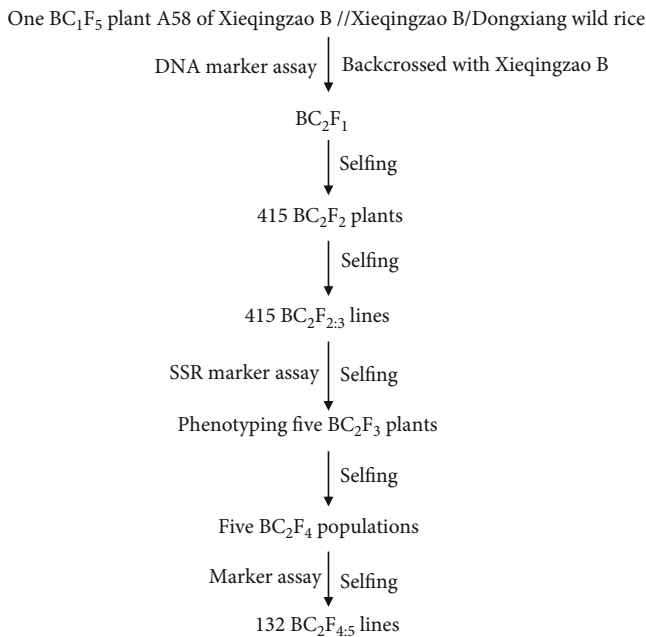 One BC₁F₅ plant A58 of Xieqingzao B //Xieqingzao B/Dongxiang wild rice
DNA marker assay Backcrossed with Xieqingzao B
BC₂F₁
Selfing
415 BC₂F₂ plants
Selfing
415 BC₂F₂:₃ lines
SSR marker assay Selfing
Phenotyping five BC₂F₃ plants
Selfing
Five BC₂F₄ populations
Marker assay Selfing
132 BC₂F₄:₅ lines